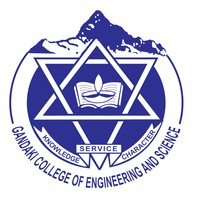 KNOWLEDGE
SERVICE
CHARACTER
GANDAKI COLLEGE OF ENGINEERING AND SCIENCE